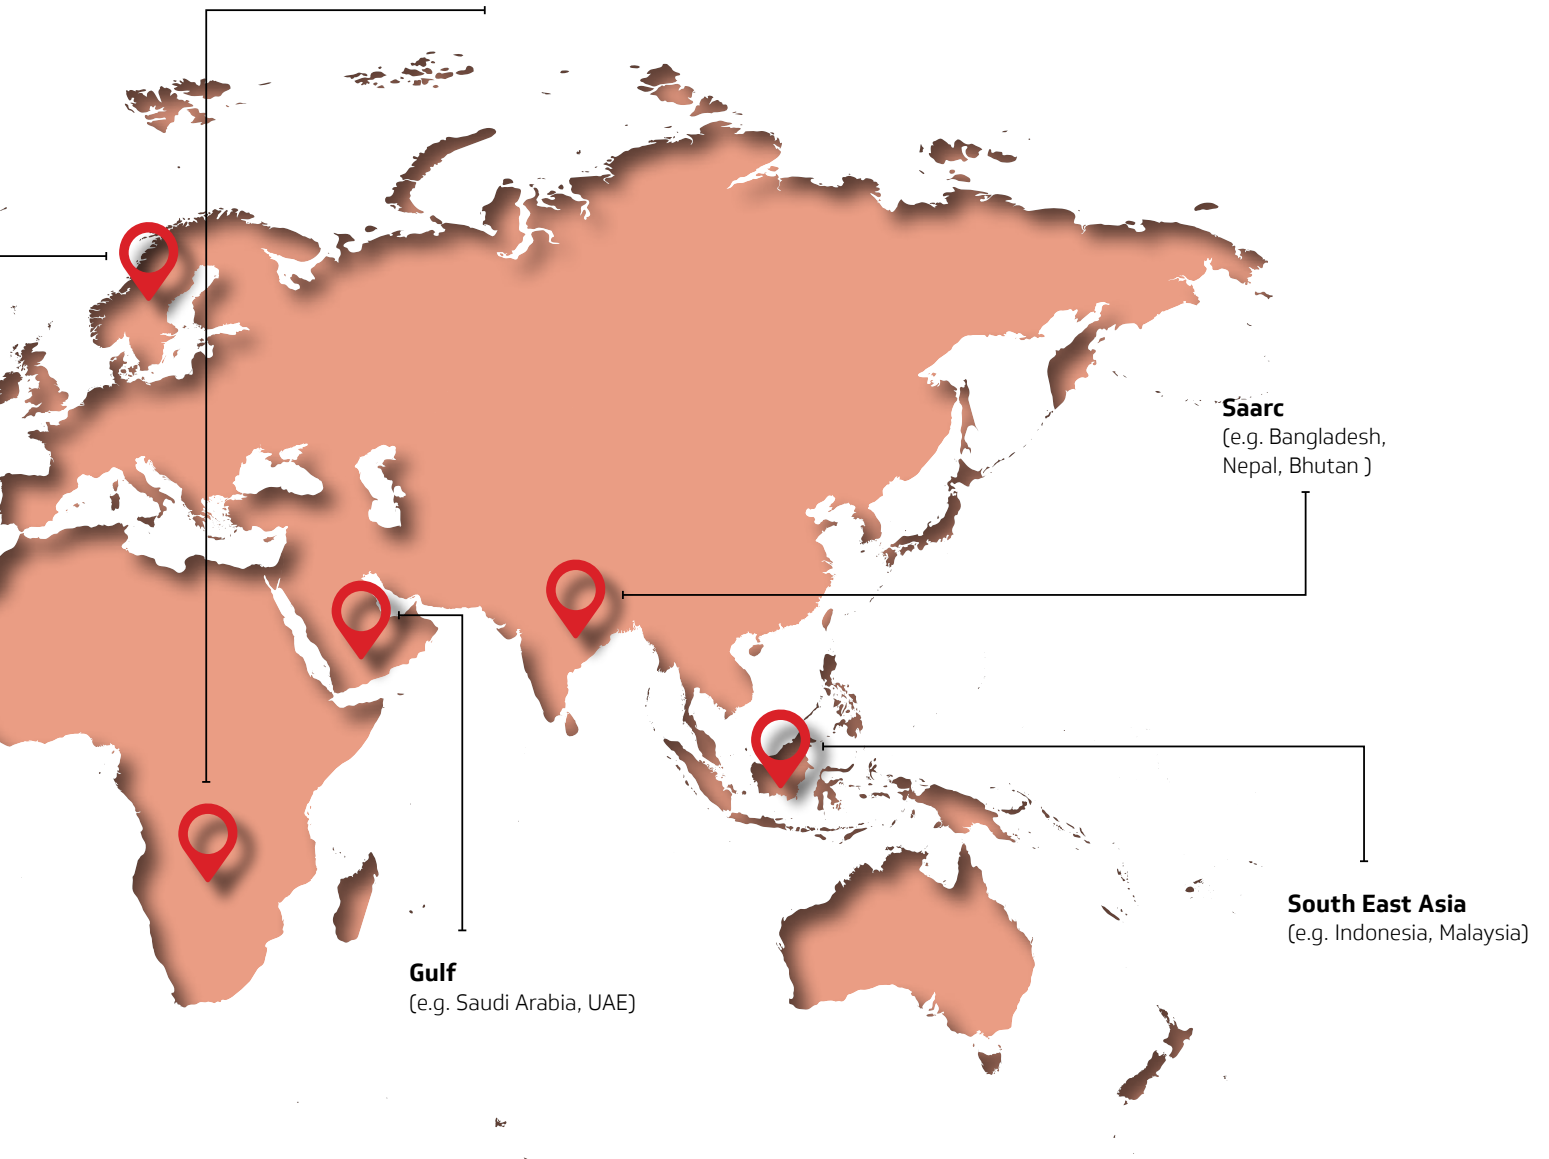 Saarc
(e.g. Bangladesh,
Nepal, Bhutan )
South East Asia
(e.g. Indonesia, Malaysia)
Gulf
(e.g. Saudi Arabia, UAE)